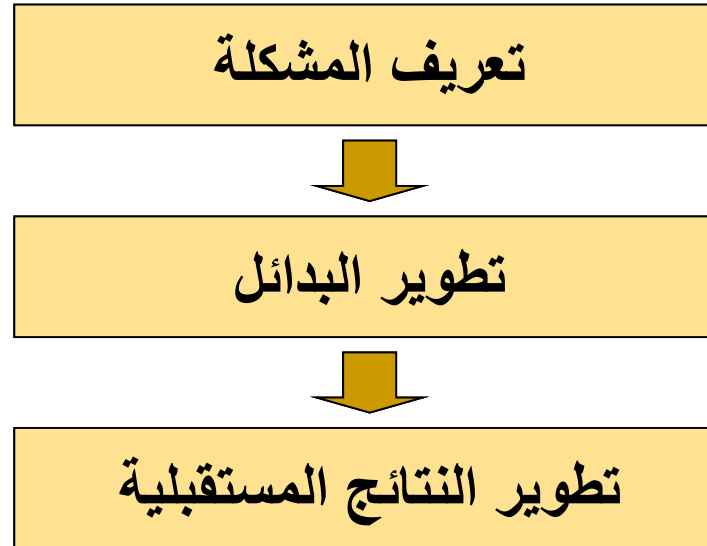 تعريف المشكلة
تطوير البدائل
تطوير النتائج المستقبلية